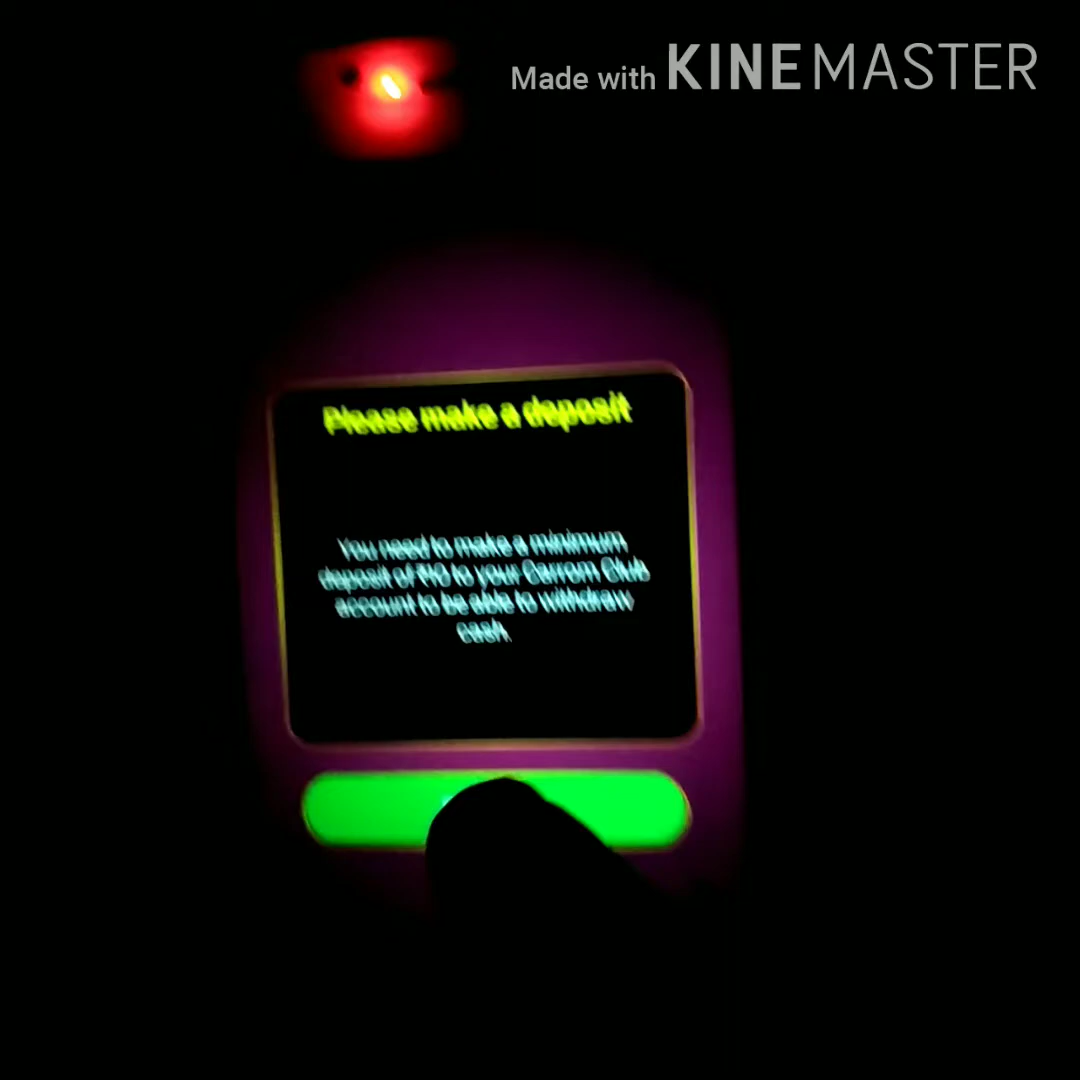 Made with KINEMASTER
Please make a deposit
You need to make a minimum
deposit of ₹10 to your Carrom Club
account to be able to withdraw
cash.